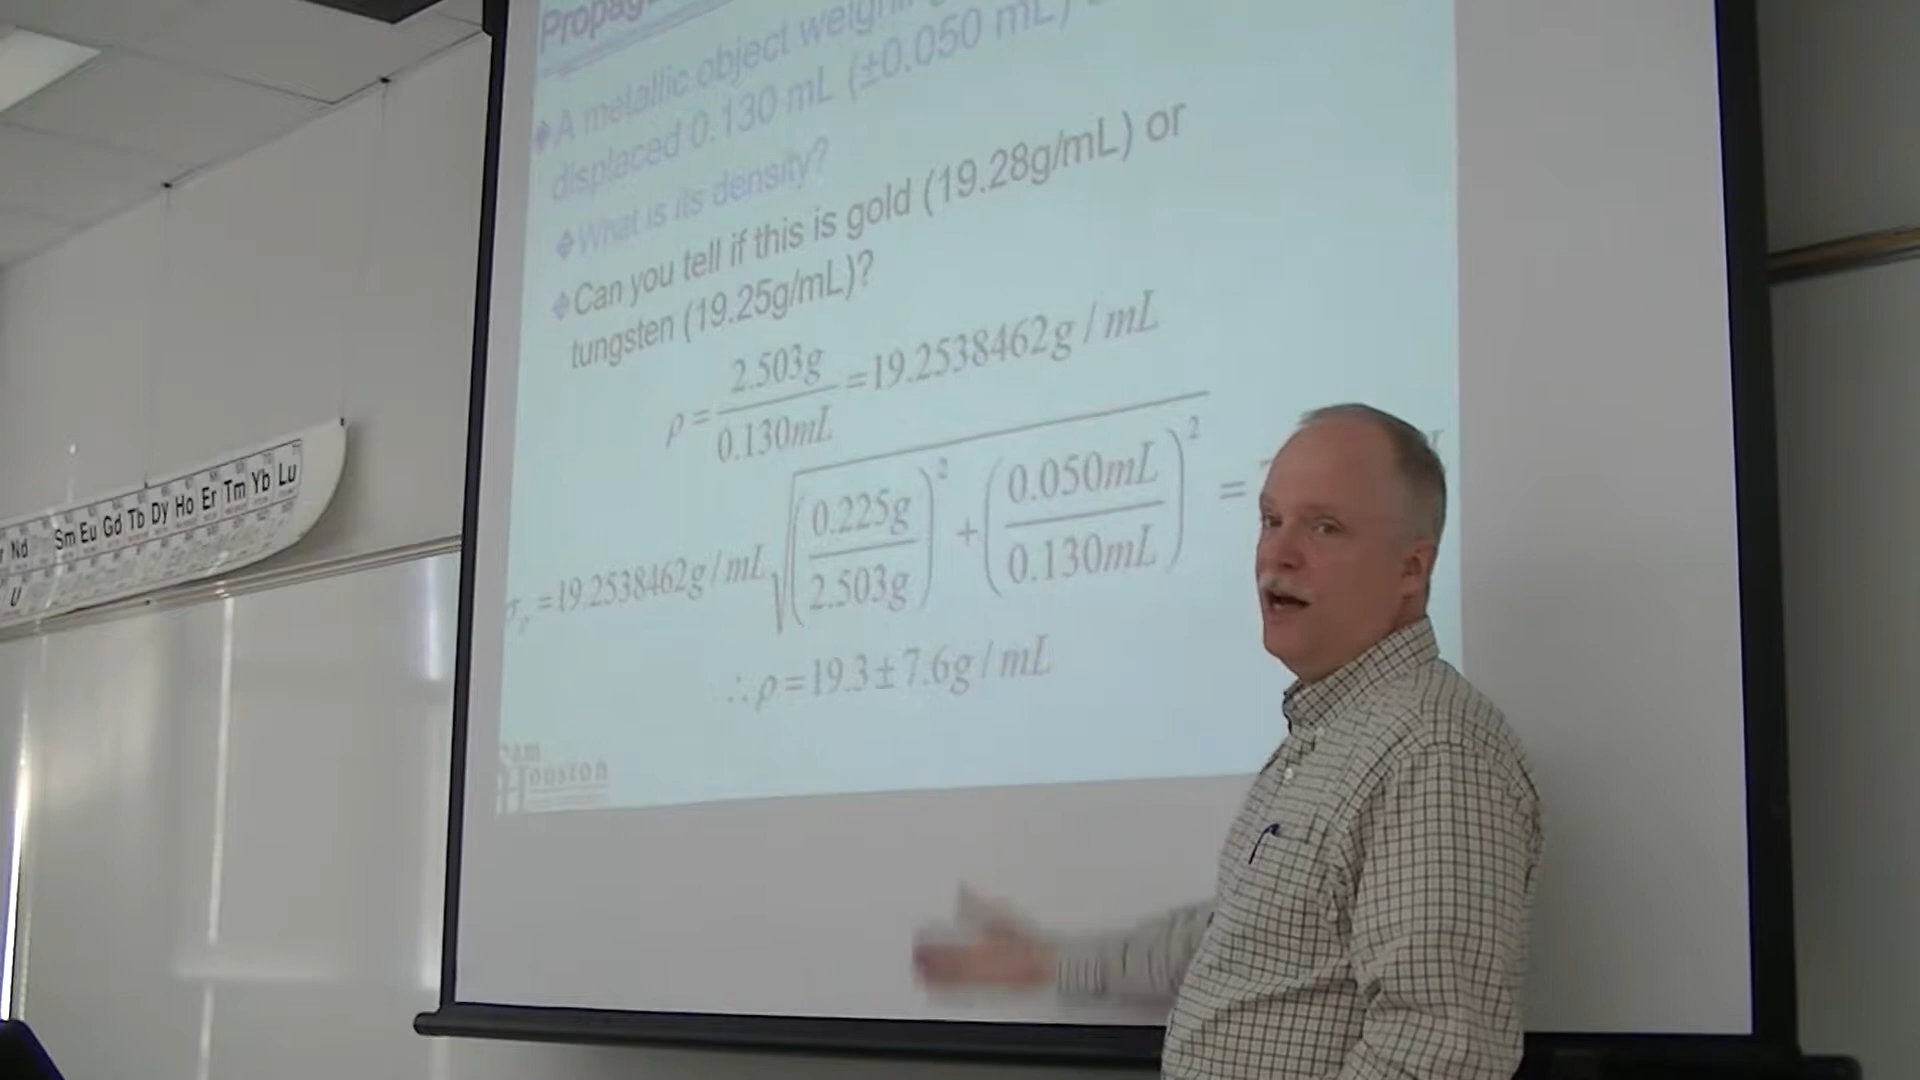 A metallic object
displaced 0.130 mL (±0.050 mL)
What is its density?
Can you tell if this is gold (19.28g/mL) or
tungsten (19.25g/mL)?
ρ = 2.503g / 0.130mL = 19.2538462g / mL
= 19.2538462g / mL √((0.225g / 2.503g)² + (0.050mL / 0.130mL)²) =
∴ ρ = 19.3 ± 7.6g / mL
Houston
Nd Sm Eu Gd Tb Dy Ho Er Tm Yb Lu
U